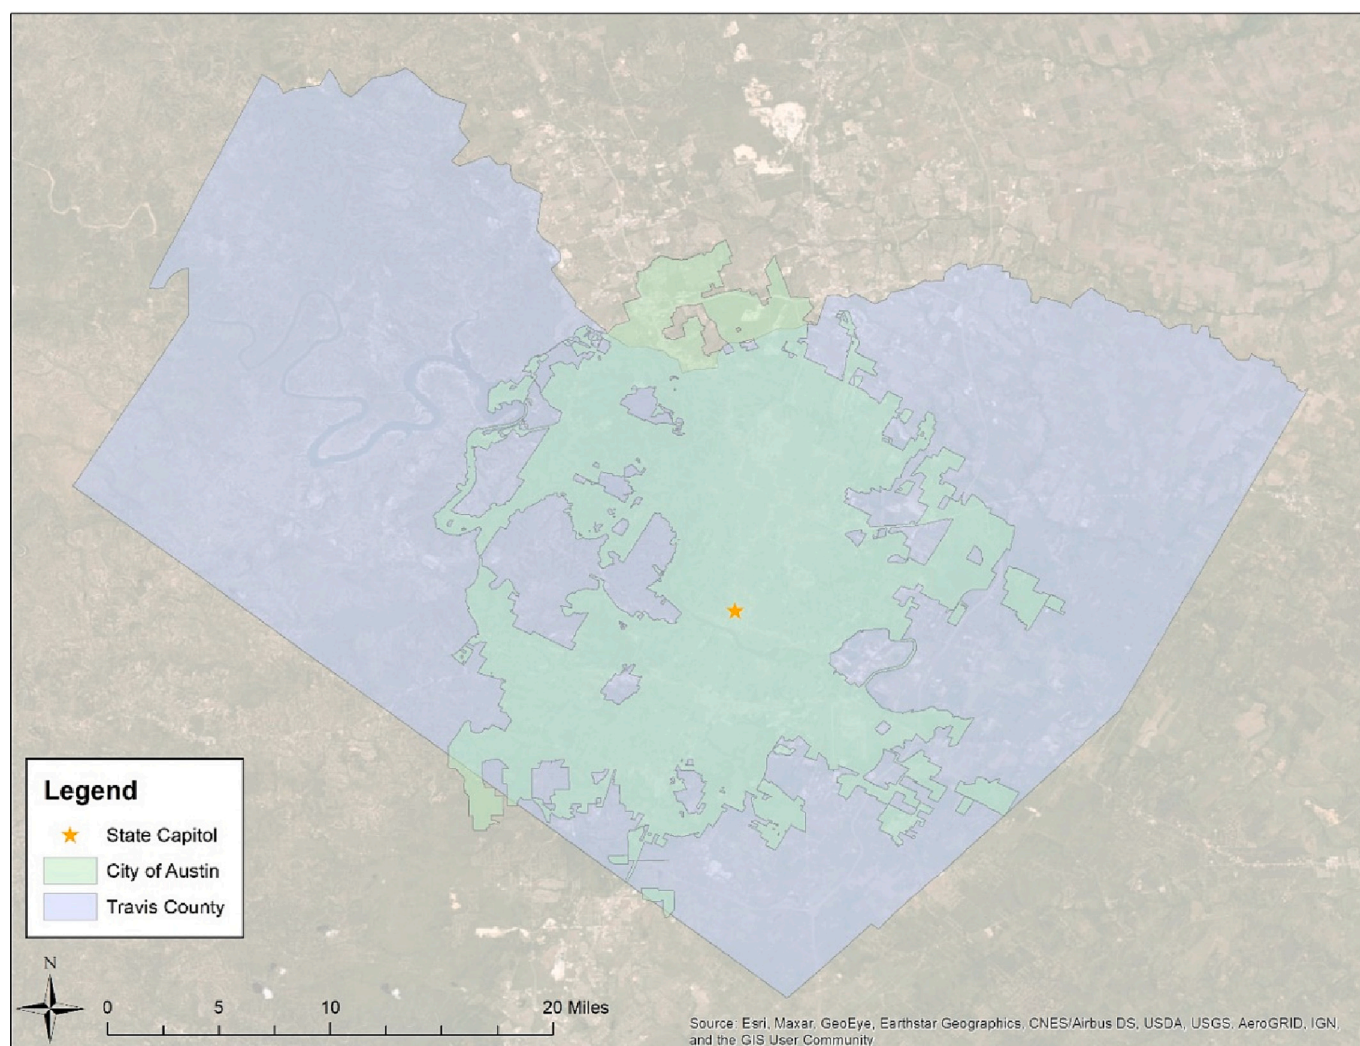 Legend
State Capitol
City of Austin
Travis County
N
0 5 10 20 Miles
Source: Esri, Maxar, GeoEye, Earthstar Geographics, CNES/Airbus DS, USDA, USGS, AeroGRID, IGN,
and the GIS User Community